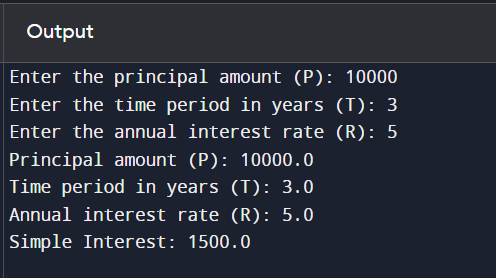 Output
Enter the principal amount (P): 10000
Enter the time period in years (T): 3
Enter the annual interest rate (R): 5
Principal amount (P): 10000.0
Time period in years (T): 3.0
Annual interest rate (R): 5.0
Simple Interest: 1500.0